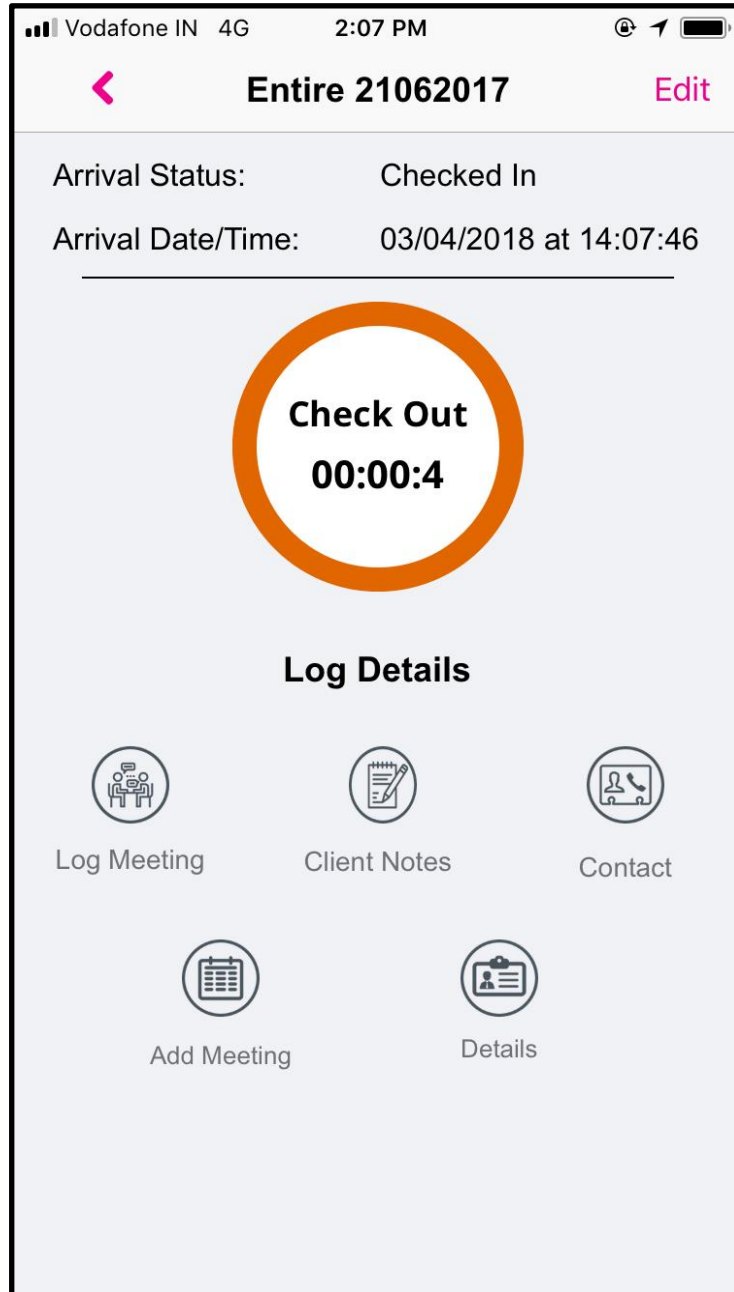 Vodafone IN 4G 2:07 PM
Entire 21062017 Edit
Arrival Status: Checked In
Arrival Date/Time: 03/04/2018 at 14:07:46
Check Out
00:00:4
Log Details
Log Meeting Client Notes Contact
Add Meeting Details